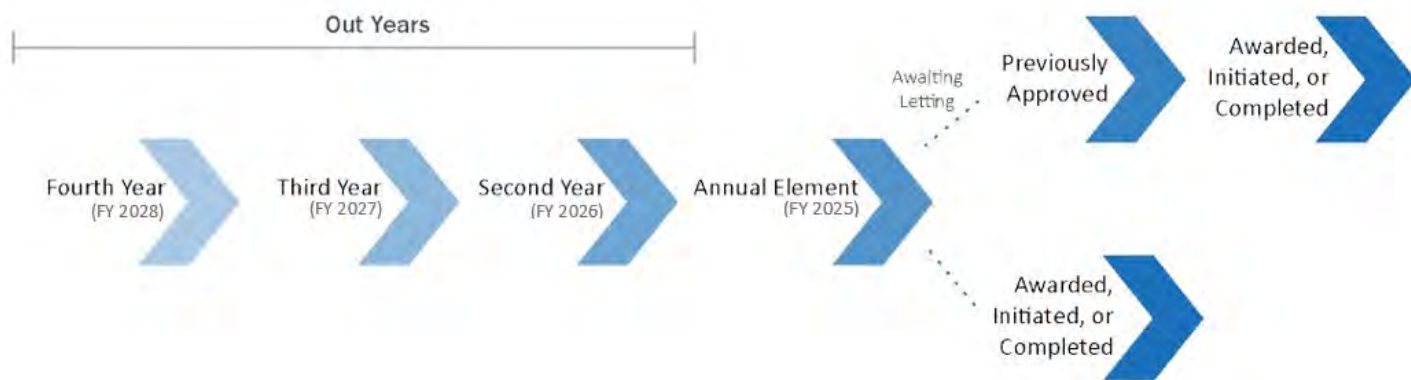 Out Years
Fourth Year
(FY 2028)
Third Year
(FY 2027)
Second Year
(FY 2026)
Annual Element
(FY 2025)
Awaiting
Letting
Previously
Approved
Awarded,
Initiated, or
Completed
Awarded,
Initiated, or
Completed